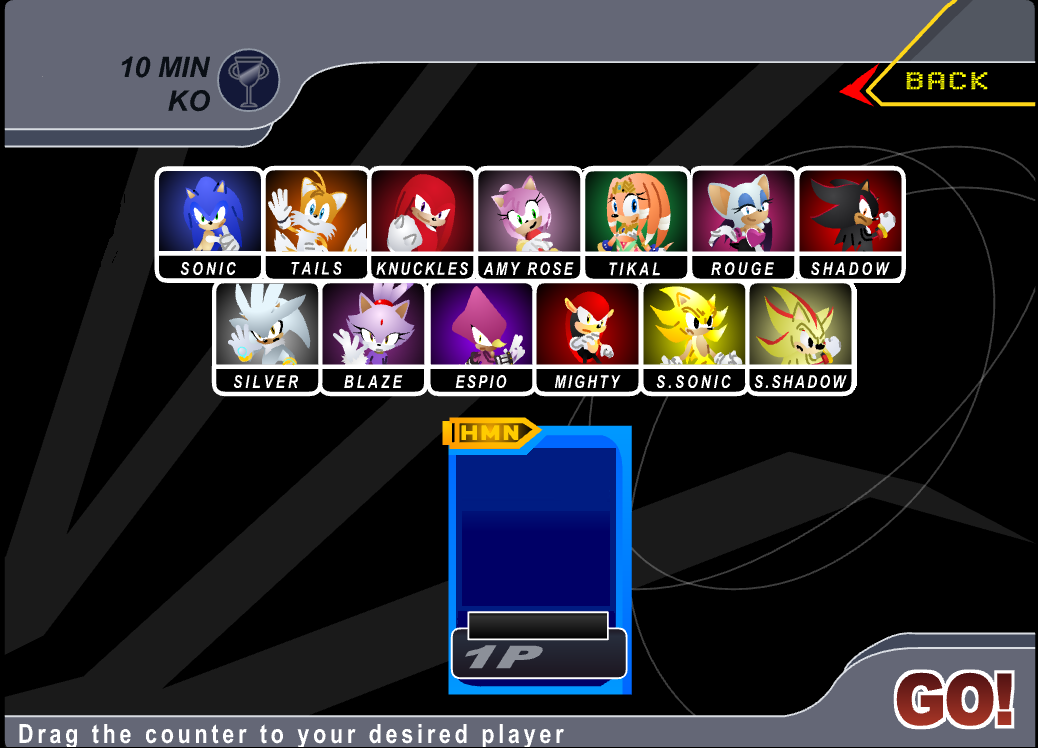 10 MIN
KO
BACK
SONIC
TAILS
KNUCKLES
AMY ROSE
TIKAL
ROUGE
SHADOW
SILVER
BLAZE
ESPIO
MIGHTY
S.SONIC
S.SHADOW
HMN
1P
GO!
Drag the counter to your desired player